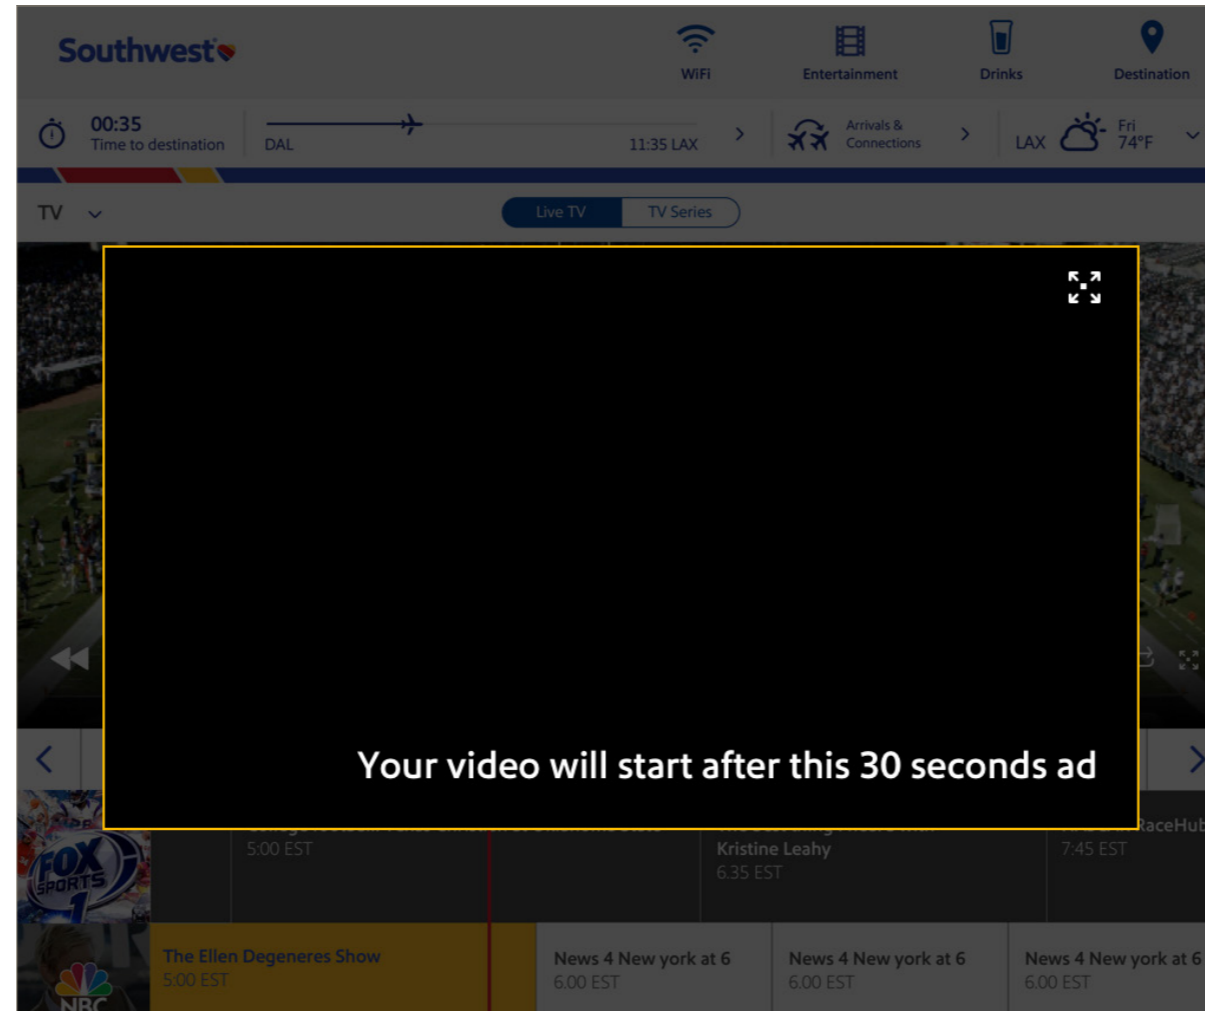 Southwest
WiFi
Entertainment
Drinks
Destination
00:35
Time to destination
DAL
11:35 LAX
Arrivals &
Connections
LAX
Fri
74°F
TV
Live TV
TV Series
Your video will start after this 30 seconds ad
FOX
SPORTS
1
5:00 EST
Kristine Leahy
6.35 EST
RaceHub
7:45 EST
NBC
The Ellen Degeneres Show
5:00 EST
News 4 New york at 6
6.00 EST
News 4 New york at 6
6.00 EST
News 4 New york at 6
6.00 EST